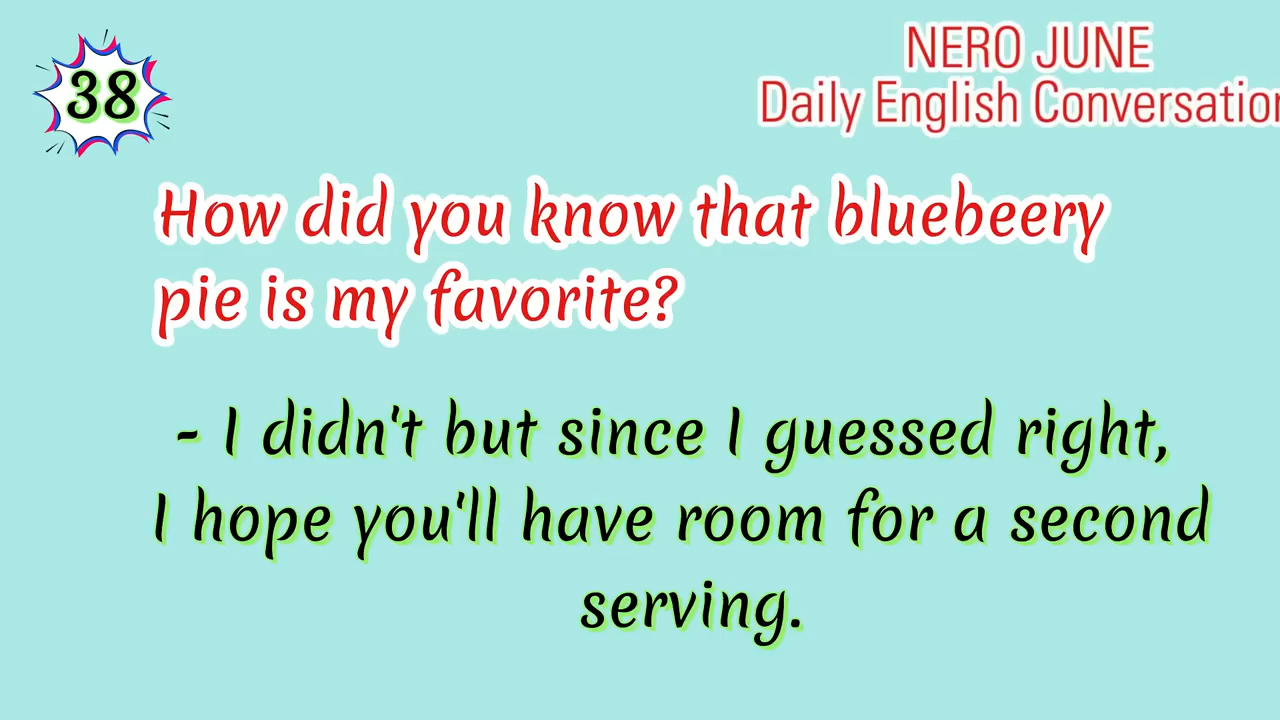 38
NERO JUNE
Daily English Conversation
How did you know that bluebeery
pie is my favorite?
- I didn't but since I guessed right,
I hope you'll have room for a second
serving.